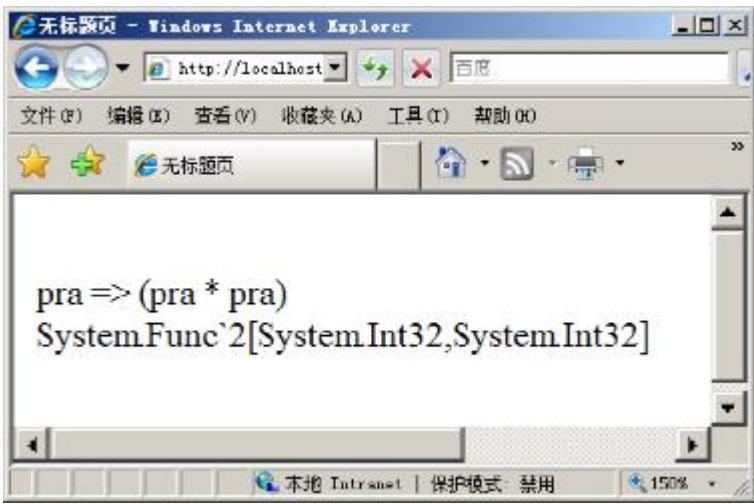 无标题页 - Windows Internet Explorer
http://localhost
百度
文件(F) 编辑(E) 查看(V) 收藏夹(A) 工具(T) 帮助(H)
无标题页
pra => (pra * pra)
System.Func`2[System.Int32,System.Int32]
本地 Intranet | 保护模式: 禁用 150%